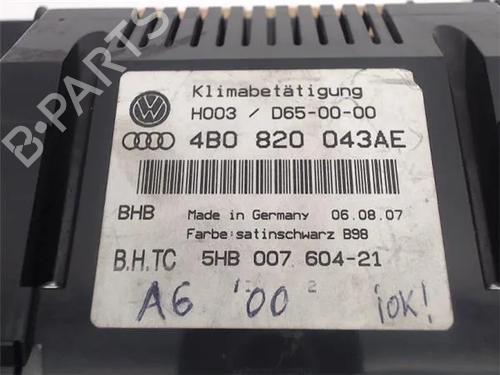 B-PARTS
Klimabetätigung
H003 / D65-00-00
4B0 820 043AE
BHB Made in Germany 06.08.07
Farbe:satinschwarz B98
B.H.TC 5HB 007 604-21
A6 '00 ¡OK!